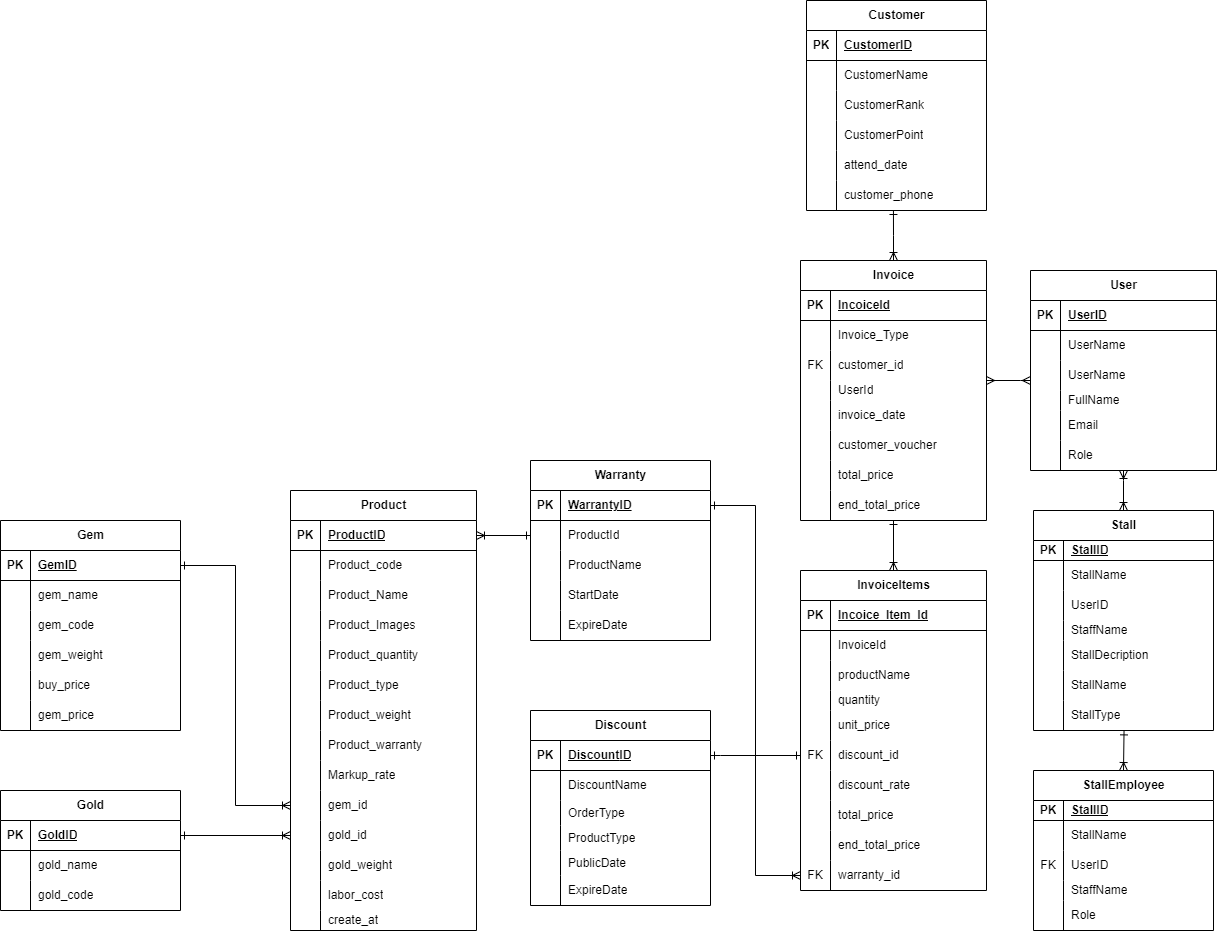 Customer
PK CustomerID
CustomerName
CustomerRank
CustomerPoint
attend_date
customer_phone
Invoice
PK IncoiceId
Invoice_Type
FK customer_id
UserId
invoice_date
customer_voucher
total_price
end_total_price
User
PK UserID
UserName
UserName
FullName
Email
Role
Warranty
PK WarrantyID
ProductId
ProductName
StartDate
ExpireDate
Product
PK ProductID
Product_code
Product_Name
Product_Images
Product_quantity
Product_type
Product_weight
Product_warranty
Markup_rate
gem_id
gold_id
gold_weight
labor_cost
create_at
Gem
PK GemID
gem_name
gem_code
gem_weight
buy_price
gem_price
Gold
PK GoldID
gold_name
gold_code
Discount
PK DiscountID
DiscountName
OrderType
ProductType
PublicDate
ExpireDate
InvoiceItems
PK Incoice_Item_Id
InvoiceId
productName
quantity
unit_price
FK discount_id
discount_rate
total_price
end_total_price
FK warranty_id
Stall
PK StallID
StallName
UserID
StaffName
StallDecription
StallName
StallType
StallEmployee
PK StallID
StallName
FK UserID
StaffName
Role